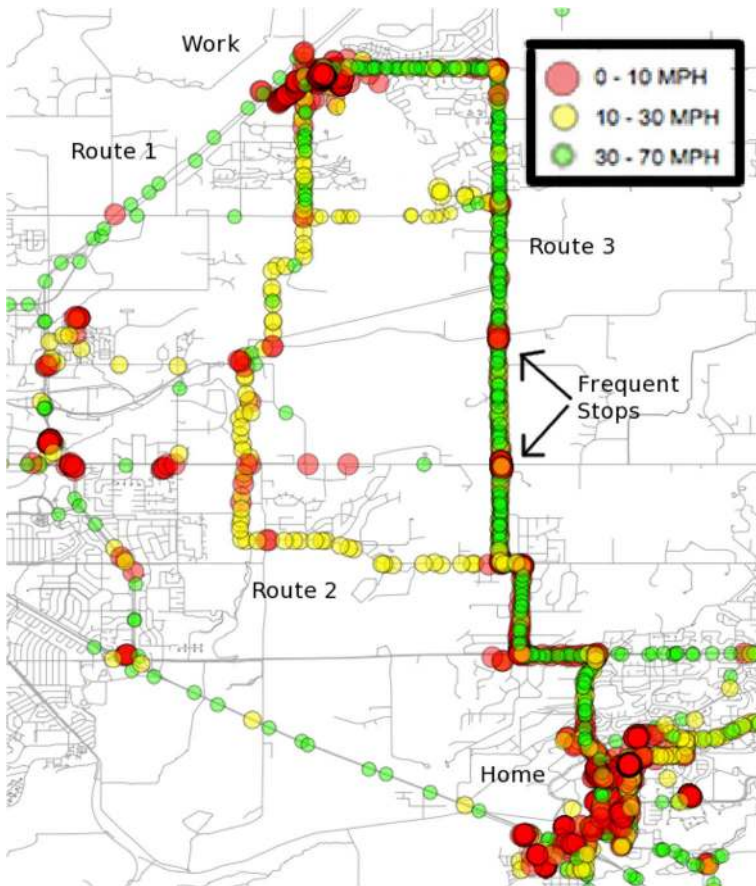 Work
0 - 10 MPH
10 - 30 MPH
30 - 70 MPH
Route 1
Route 3
Frequent
Stops
Route 2
Home